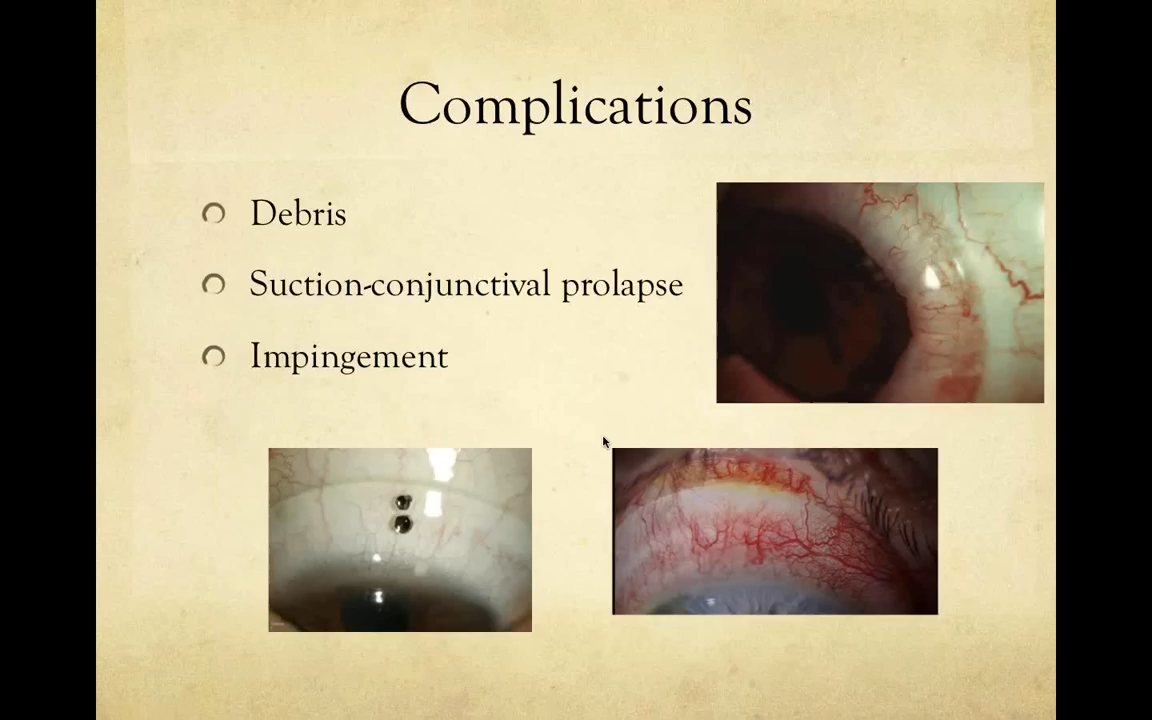 Complications
Debris
Suction-conjunctival prolapse
Impingement